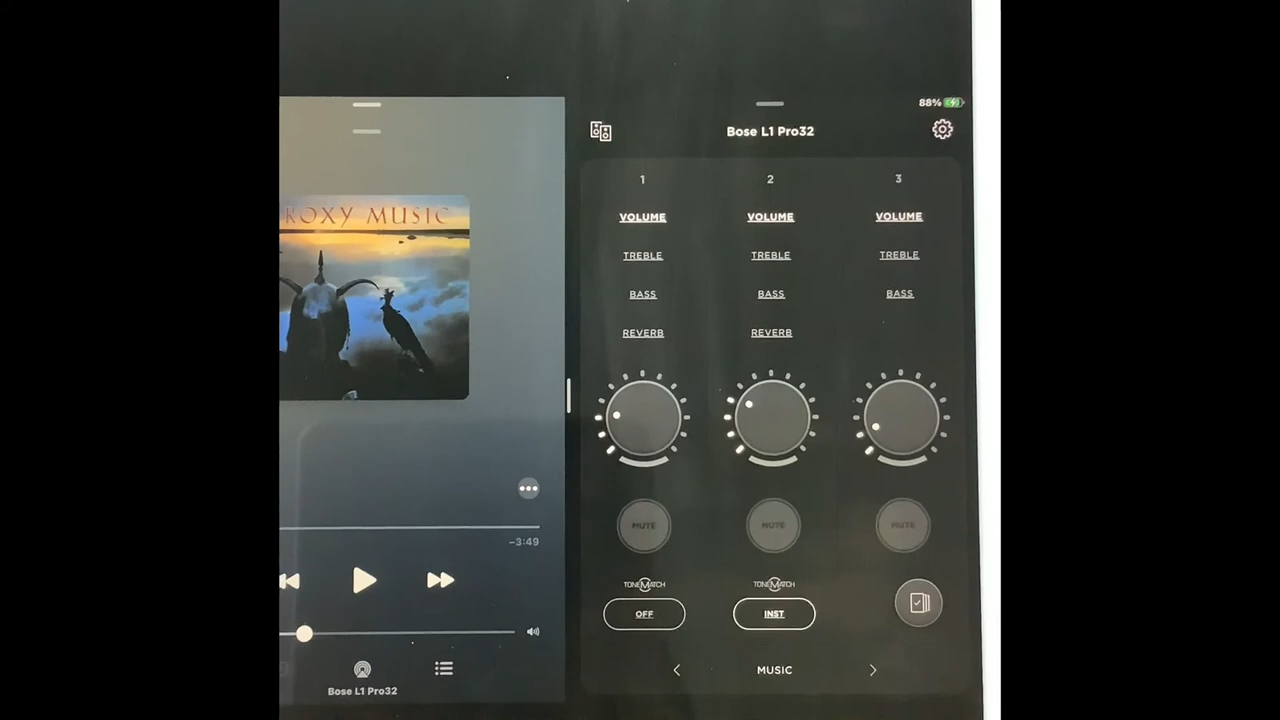 88%
Bose L1 Pro32
ROXY MUSIC
1 2 3
VOLUME VOLUME VOLUME
TREBLE TREBLE TREBLE
BASS BASS BASS
REVERB REVERB
MUTE MUTE MUTE
-3:49
TONEMATCH TONEMATCH
OFF INST
MUSIC
Bose L1 Pro32